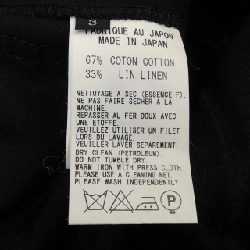 3
FABRIQUE AU JAPON
MADE IN JAPAN
67% COTON COTTON
33% LIN LINEN
NETTOYAGE A SEC (ESSENCE F).
NE PAS FAIRE SECHER A LA
MACHINE.
REPASSER AU FER DOUX AVEC
UNE ETOFFE.
VEUILLEZ UTILISER UN FILET
LORS DU LAVAGE.
VEUILLEZ LAVER SEPAREMENT.
DRY CLEAN (PETROLEUM).
DO NOT TUMBLE DRY.
WARM IRON WITH PRESS CLOTH.
PLEASE USE A CLEANING NET.
PLEASE WASH INDEPENDENTLY.
P